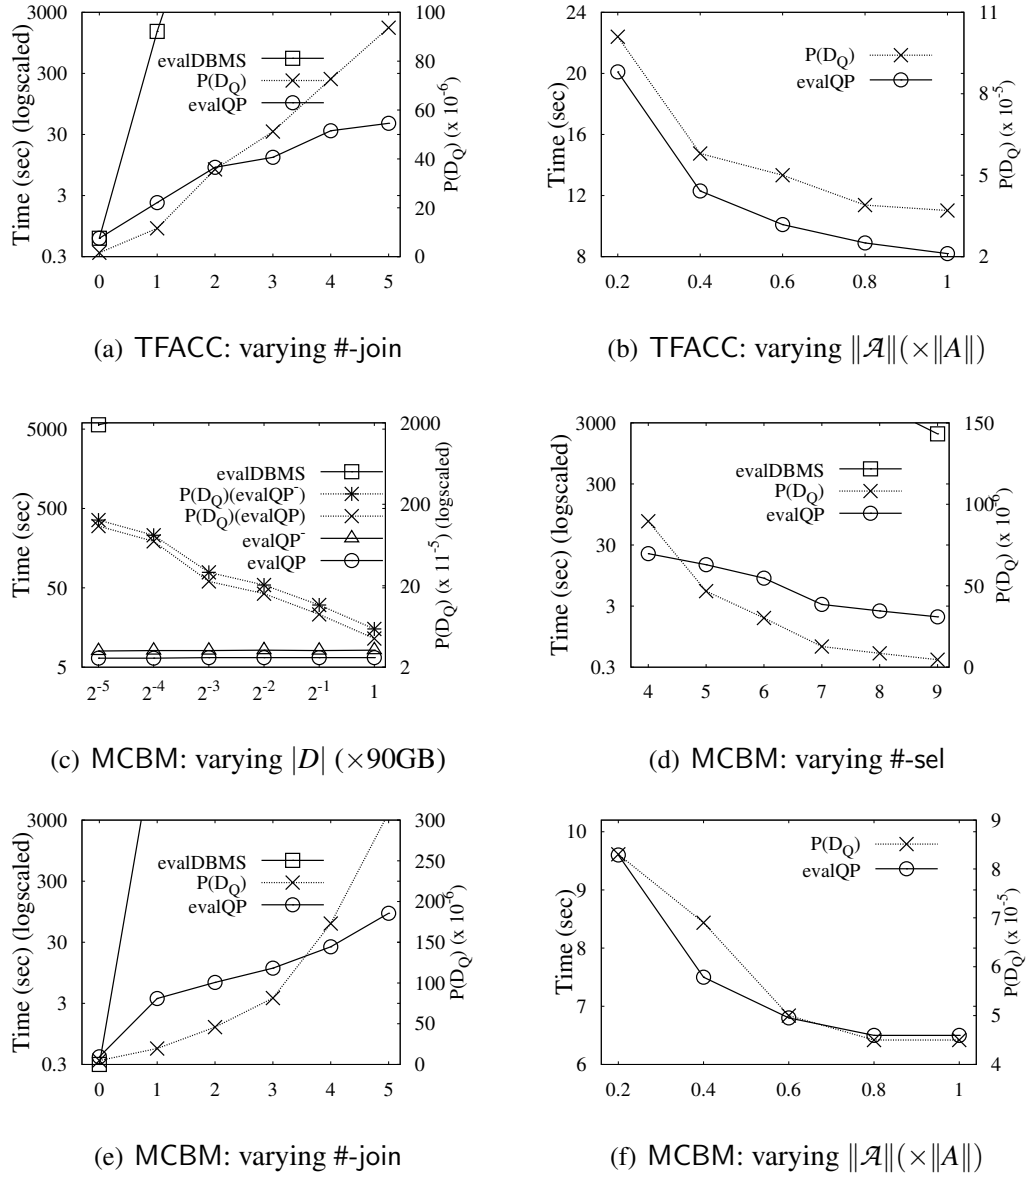 3000
300
30
3
0.3
Time (sec) (logscaled)
evalDBMS
P(D_Q)
evalQP
100
80
60
40
20
0
P(D_Q) (x 10^-6)
0 1 2 3 4 5
(a) TFACC: varying #-join
24
20
16
12
8
Time (sec)
P(D_Q)
evalQP
11
8
5
2
P(D_Q) (x 10^-5)
0.2 0.4 0.6 0.8 1
(b) TFACC: varying ‖𝒜‖(×‖A‖)
5000
500
50
5
Time (sec)
evalDBMS
P(D_Q)(evalQP^-)
P(D_Q)(evalQP)
evalQP^-
evalQP
2000
200
20
2
P(D_Q) (x 11^-5) (logscaled)
2^-5 2^-4 2^-3 2^-2 2^-1 1
(c) MCBM: varying |D| (×90GB)
3000
300
30
3
0.3
Time (sec) (logscaled)
evalDBMS
P(D_Q)
evalQP
150
100
50
0
P(D_Q) (x 10^-6)
4 5 6 7 8 9
(d) MCBM: varying #-sel
3000
300
30
3
0.3
Time (sec) (logscaled)
evalDBMS
P(D_Q)
evalQP
300
250
200
150
100
50
0
P(D_Q) (x 10^-6)
0 1 2 3 4 5
(e) MCBM: varying #-join
10
9
8
7
6
Time (sec)
P(D_Q)
evalQP
9
8
7
6
5
4
P(D_Q) (x 10^-5)
0.2 0.4 0.6 0.8 1
(f) MCBM: varying ‖𝒜‖(×‖A‖)